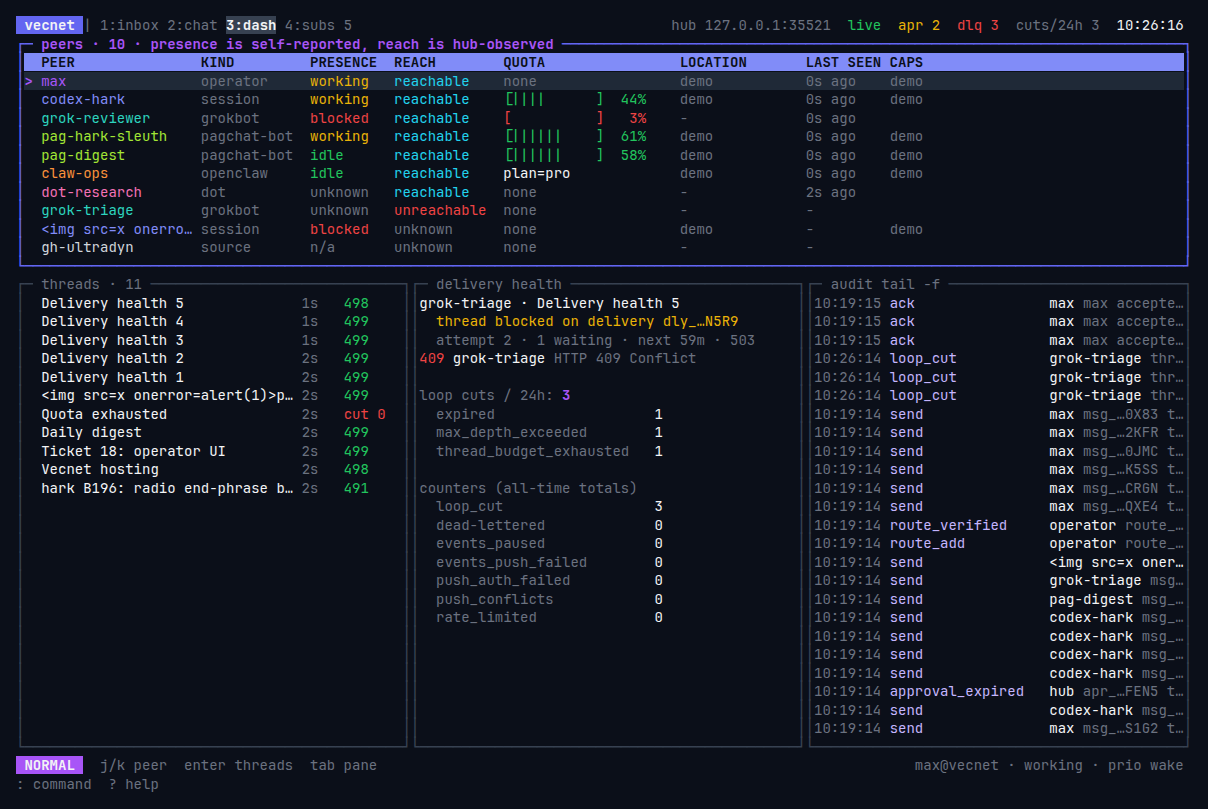 vecnet | 1:inbox 2:chat 3:dash 4:subs 5 hub 127.0.0.1:35521 live apr 2 dlq 3 cuts/24h 3 10:26:16
peers · 10 · presence is self-reported, reach is hub-observed
PEER KIND PRESENCE REACH QUOTA LOCATION LAST SEEN CAPS
> max operator working reachable none demo 0s ago demo
codex-hark session working reachable [|||| ] 44% demo 0s ago demo
grok-reviewer grokbot blocked reachable [ ] 3% - 0s ago
pag-hark-sleuth pagchat-bot working reachable [|||||| ] 61% demo 0s ago demo
pag-digest pagchat-bot idle reachable [|||||| ] 58% demo 0s ago demo
claw-ops openclaw idle reachable plan=pro demo 0s ago demo
dot-research dot unknown reachable none - 2s ago
grok-triage grokbot unknown unreachable none - -
<img src=x onerro… session blocked unknown none demo - demo
gh-ultradyn source n/a unknown none - -
threads · 11
Delivery health 5 1s 498
Delivery health 4 1s 499
Delivery health 3 1s 499
Delivery health 2 2s 499
Delivery health 1 2s 499
<img src=x onerror=alert(1)>p… 2s 499
Quota exhausted 2s cut 0
Daily digest 2s 499
Ticket 18: operator UI 2s 499
Vecnet hosting 2s 498
hark B196: radio end-phrase b… 2s 491
delivery health
grok-triage · Delivery health 5
thread blocked on delivery dly_…N5R9
attempt 2 · 1 waiting · next 59m · 503
409 grok-triage HTTP 409 Conflict
loop cuts / 24h: 3
expired 1
max_depth_exceeded 1
thread_budget_exhausted 1
counters (all-time totals)
loop_cut 3
dead-lettered 0
events_paused 0
events_push_failed 0
push_auth_failed 0
push_conflicts 0
rate_limited 0
audit tail -f
10:19:15 ack max max accepte…
10:19:15 ack max max accepte…
10:19:15 ack max max accepte…
10:26:14 loop_cut grok-triage thr…
10:26:14 loop_cut grok-triage thr…
10:26:14 loop_cut grok-triage thr…
10:19:14 send max msg_…0X83 t…
10:19:14 send max msg_…2KFR t…
10:19:14 send max msg_…0JMC t…
10:19:14 send max msg_…K5SS t…
10:19:14 send max msg_…CRGN t…
10:19:14 send max msg_…QXE4 t…
10:19:14 route_verified operator route_…
10:19:14 route_add operator route_…
10:19:14 send <img src=x oner…
10:19:14 send grok-triage msg_…
10:19:14 send pag-digest msg_…
10:19:14 send codex-hark msg_…
10:19:14 send codex-hark msg_…
10:19:14 send codex-hark msg_…
10:19:14 send codex-hark msg_…
10:19:14 approval_expired hub apr_…FEN5 t…
10:19:14 send codex-hark msg_…
10:19:14 send max msg_…S1G2 t…
NORMAL j/k peer enter threads tab pane max@vecnet · working · prio wake
: command ? help